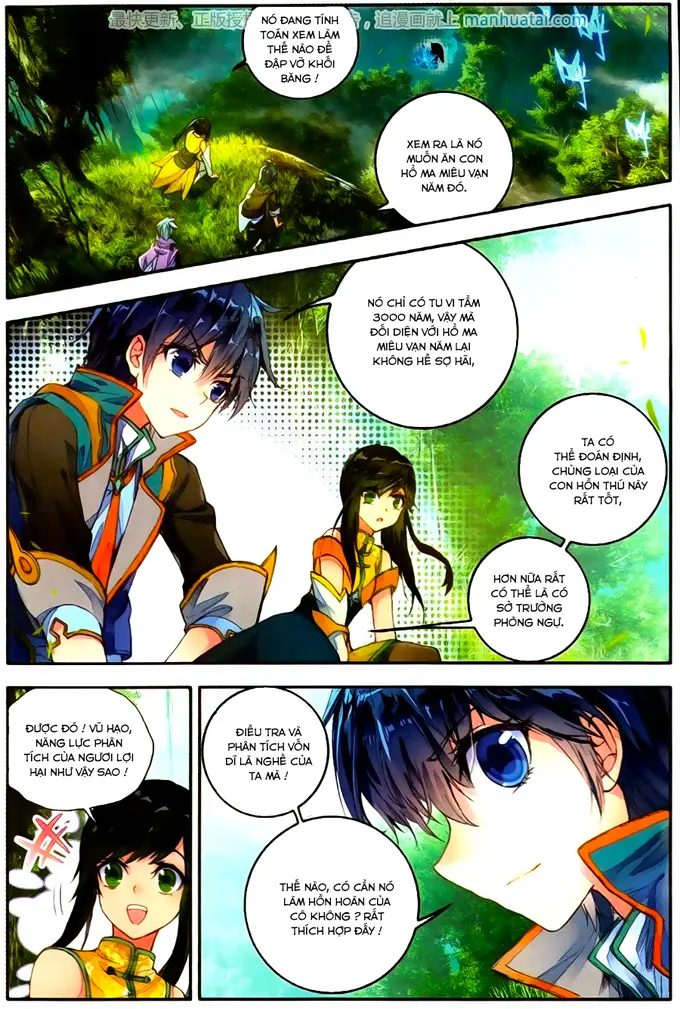 最快更新、正版授权
, 追漫画就上 manhuatai.com
NÓ ĐANG TÍNH
TOÁN XEM LÀM
THẾ NÀO ĐỂ
ĐẬP VỠ KHỐI
BĂNG !
XEM RA LÀ NÓ
MUỐN ĂN CON
HỔ MA MIÊU VẠN
NĂM ĐÓ.
NÓ CHỈ CÓ TU VI TẦM
3000 NĂM, VẬY MÀ
ĐỐI DIỆN VỚI HỔ MA
MIÊU VẠN NĂM LẠI
KHÔNG HỀ SỢ HÃI,
TA CÓ
THỂ ĐOÁN ĐỊNH,
CHỦNG LOẠI CỦA
CON HỒN THÚ NÀY
RẤT TỐT,
HƠN NỮA RẤT
CÓ THỂ LÀ CÓ
SỞ TRƯỜNG
PHÒNG NGỰ.
ĐƯỢC ĐÓ ! VŨ HẠO,
NĂNG LỰC PHÂN
TÍCH CỦA NGƯƠI LỢI
HẠI NHƯ VẬY SAO !
ĐIỀU TRA VÀ
PHÂN TÍCH VỐN
DĨ LÀ NGHỀ CỦA
TA MÀ !
THẾ NÀO, CÓ CẦN NÓ
LÀM HỒN HOÀN CỦA
CÔ KHÔNG ? RẤT
THÍCH HỢP ĐẤY !